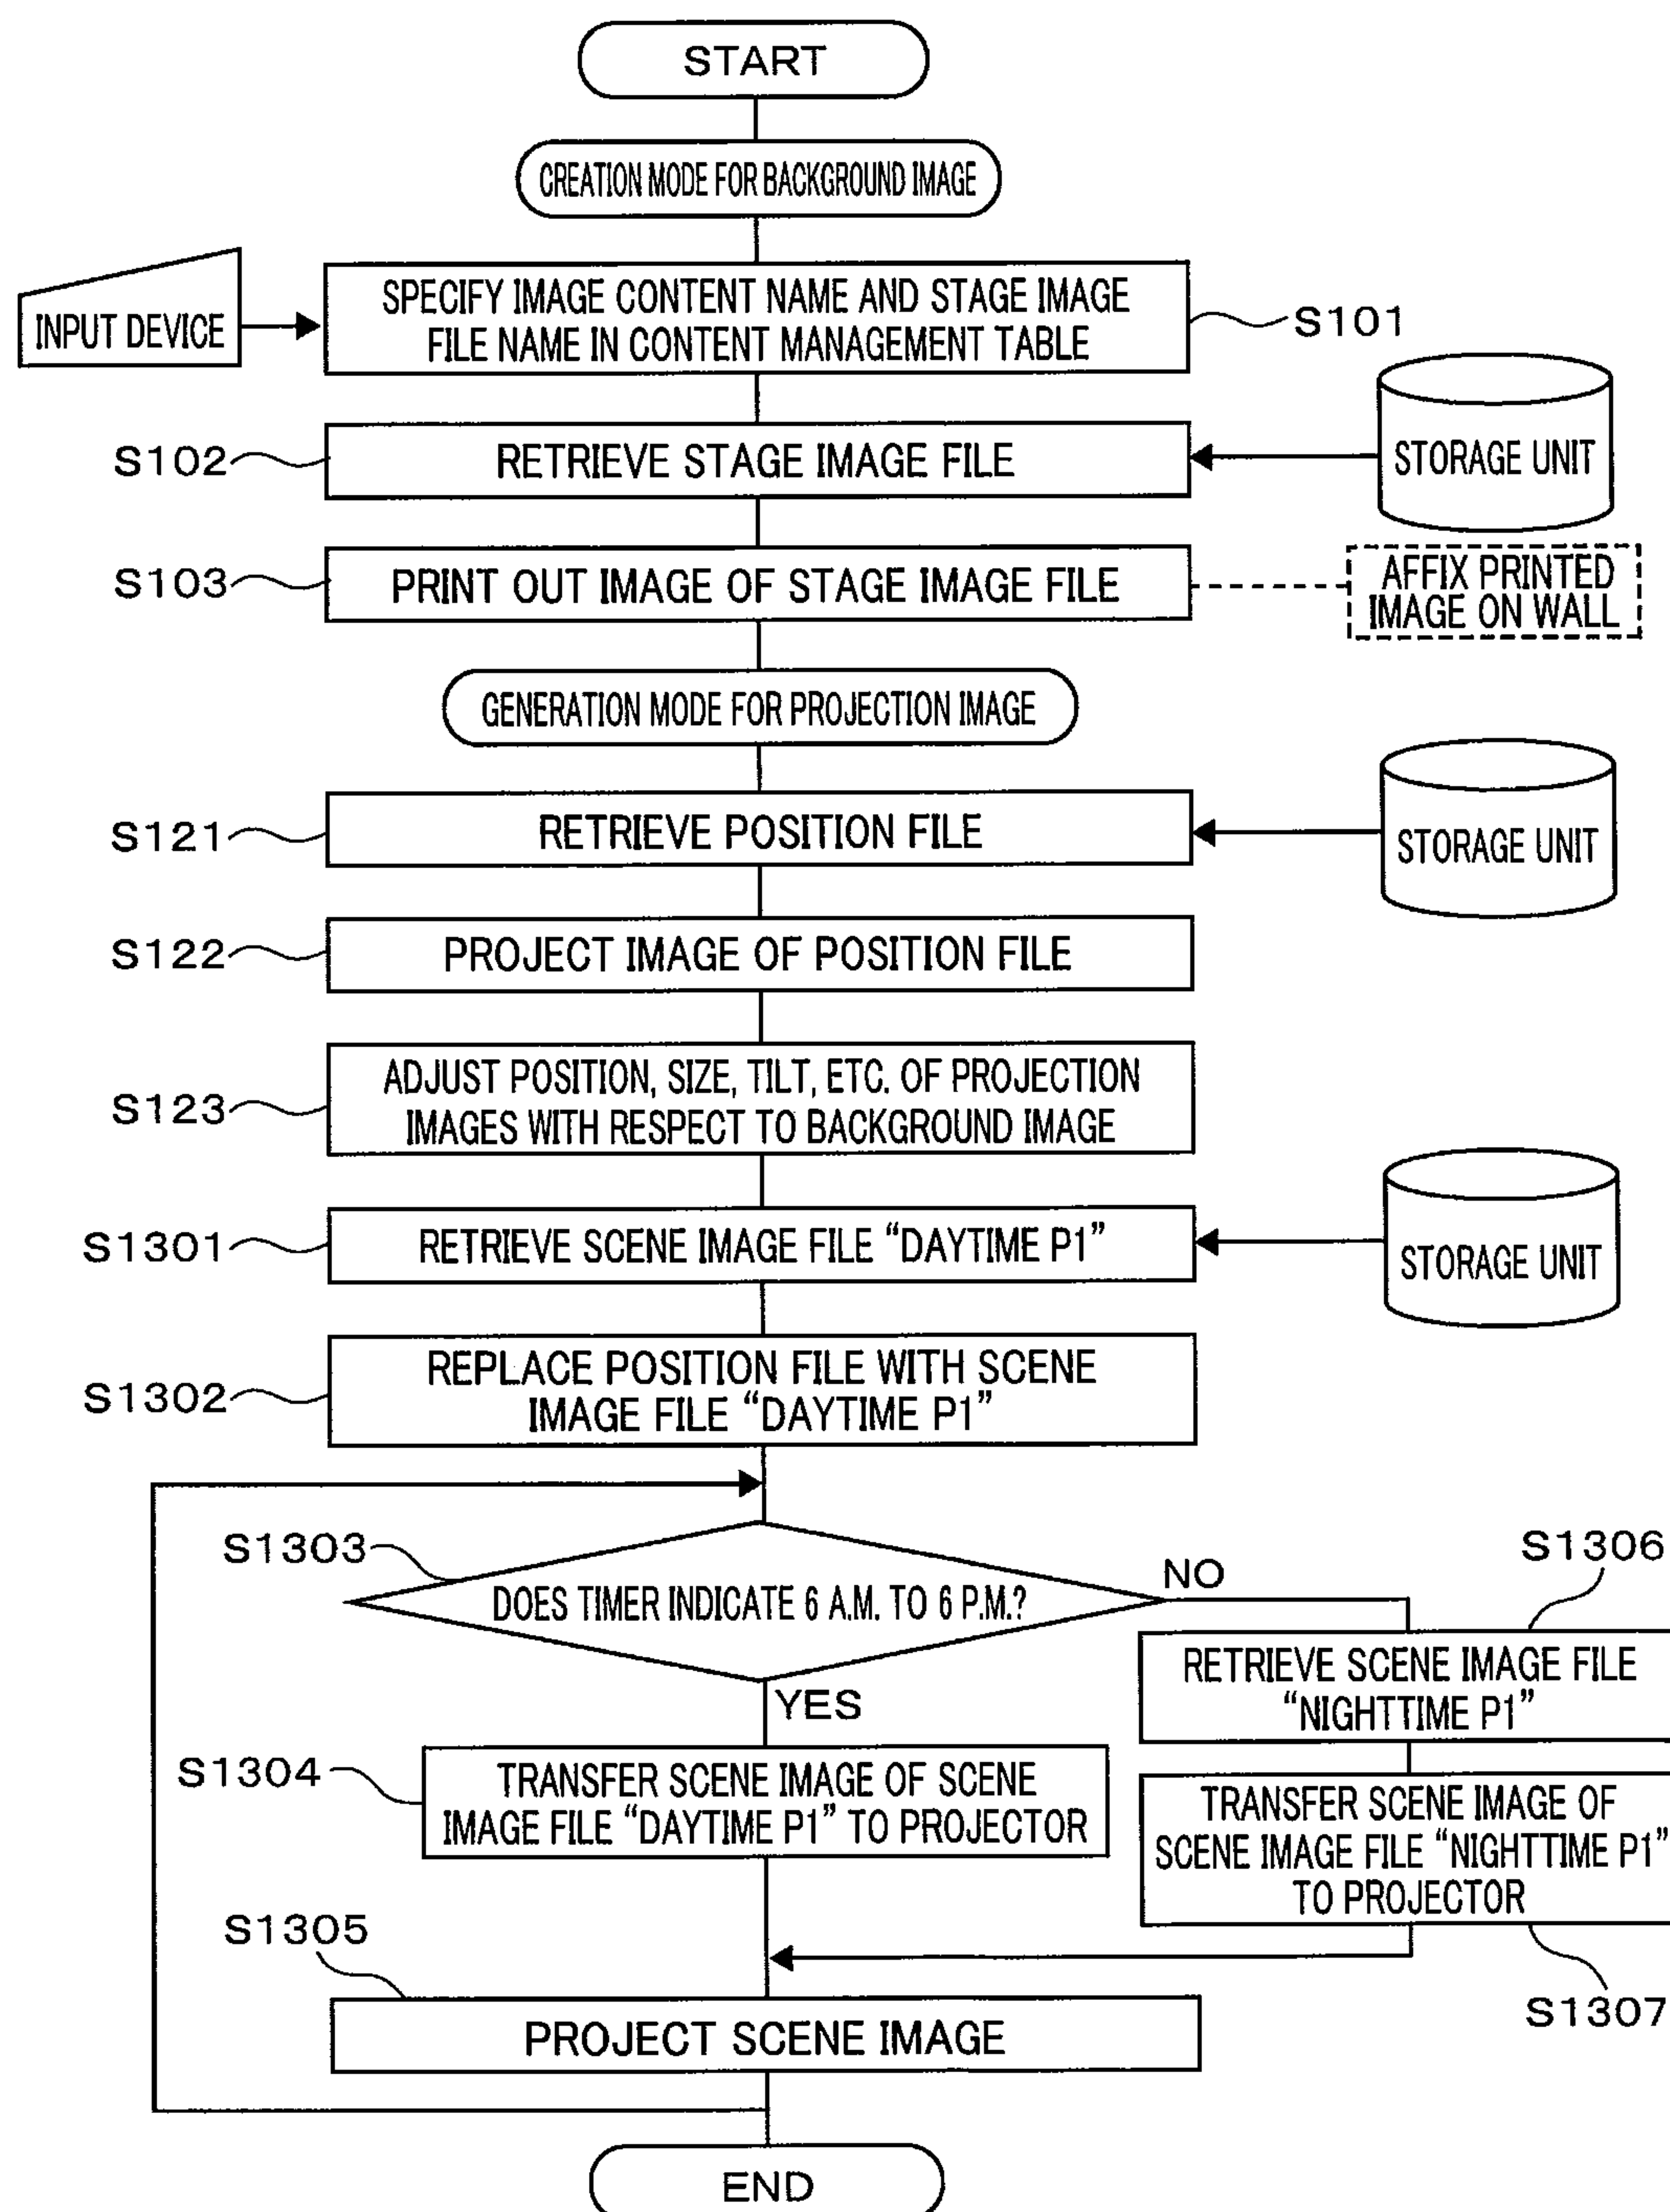 START
CREATION MODE FOR BACKGROUND IMAGE
INPUT DEVICE
SPECIFY IMAGE CONTENT NAME AND STAGE IMAGE
FILE NAME IN CONTENT MANAGEMENT TABLE
S101
S102
RETRIEVE STAGE IMAGE FILE
STORAGE UNIT
S103
PRINT OUT IMAGE OF STAGE IMAGE FILE
AFFIX PRINTED
IMAGE ON WALL
GENERATION MODE FOR PROJECTION IMAGE
S121
RETRIEVE POSITION FILE
STORAGE UNIT
S122
PROJECT IMAGE OF POSITION FILE
S123
ADJUST POSITION, SIZE, TILT, ETC. OF PROJECTION
IMAGES WITH RESPECT TO BACKGROUND IMAGE
S1301
RETRIEVE SCENE IMAGE FILE “DAYTIME P1”
STORAGE UNIT
S1302
REPLACE POSITION FILE WITH SCENE
IMAGE FILE “DAYTIME P1”
S1303
DOES TIMER INDICATE 6 A.M. TO 6 P.M.?
NO
YES
S1306
RETRIEVE SCENE IMAGE FILE
“NIGHTTIME P1”
S1304
TRANSFER SCENE IMAGE OF SCENE
IMAGE FILE “DAYTIME P1” TO PROJECTOR
TRANSFER SCENE IMAGE OF
SCENE IMAGE FILE “NIGHTTIME P1”
TO PROJECTOR
S1307
S1305
PROJECT SCENE IMAGE
END